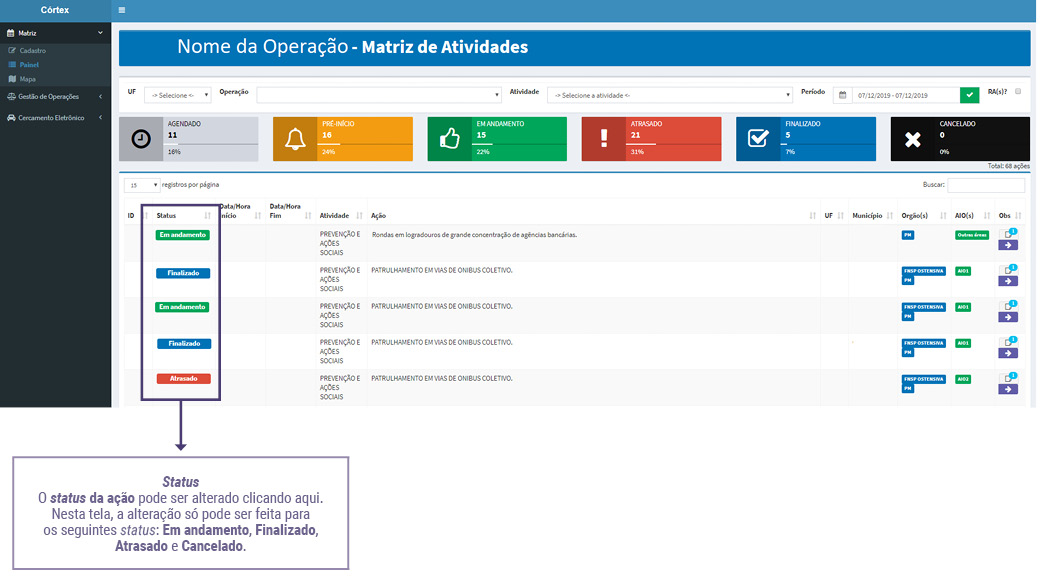 Córtex
Matriz
Cadastro
Painel
Mapa
Gestão de Operações
Cercamento Eletrônico
Nome da Operação - Matriz de Atividades
UF -> Selecione <- Operação Atividade -> Selecione a atividade <- Período 07/12/2019 - 07/12/2019 RA(s)?
AGENDADO
11
16%
PRÉ-INÍCIO
16
24%
EM ANDAMENTO
15
22%
ATRASADO
21
31%
FINALIZADO
5
7%
CANCELADO
0
0%
Total: 68 ações
15 registros por página Buscar:
ID Status Data/Hora Início Data/Hora Fim Atividade Ação UF Município Orgão(s) AIO(s) Obs
Em andamento PREVENÇÃO E AÇÕES SOCIAIS Rondas em logradouros de grande concentração de agências bancárias. PM Outras áreas 1
Finalizado PREVENÇÃO E AÇÕES SOCIAIS PATRULHAMENTO EM VIAS DE ONIBUS COLETIVO. FNSP OSTENSIVA PM AIO1 1
Em andamento PREVENÇÃO E AÇÕES SOCIAIS PATRULHAMENTO EM VIAS DE ONIBUS COLETIVO. FNSP OSTENSIVA PM AIO1 1
Finalizado PREVENÇÃO E AÇÕES SOCIAIS PATRULHAMENTO EM VIAS DE ONIBUS COLETIVO. FNSP OSTENSIVA PM AIO1 1
Atrasado PREVENÇÃO E AÇÕES SOCIAIS PATRULHAMENTO EM VIAS DE ONIBUS COLETIVO. FNSP OSTENSIVA PM AIO2 1
Status
O status da ação pode ser alterado clicando aqui.
Nesta tela, a alteração só pode ser feita para
os seguintes status: Em andamento, Finalizado,
Atrasado e Cancelado.